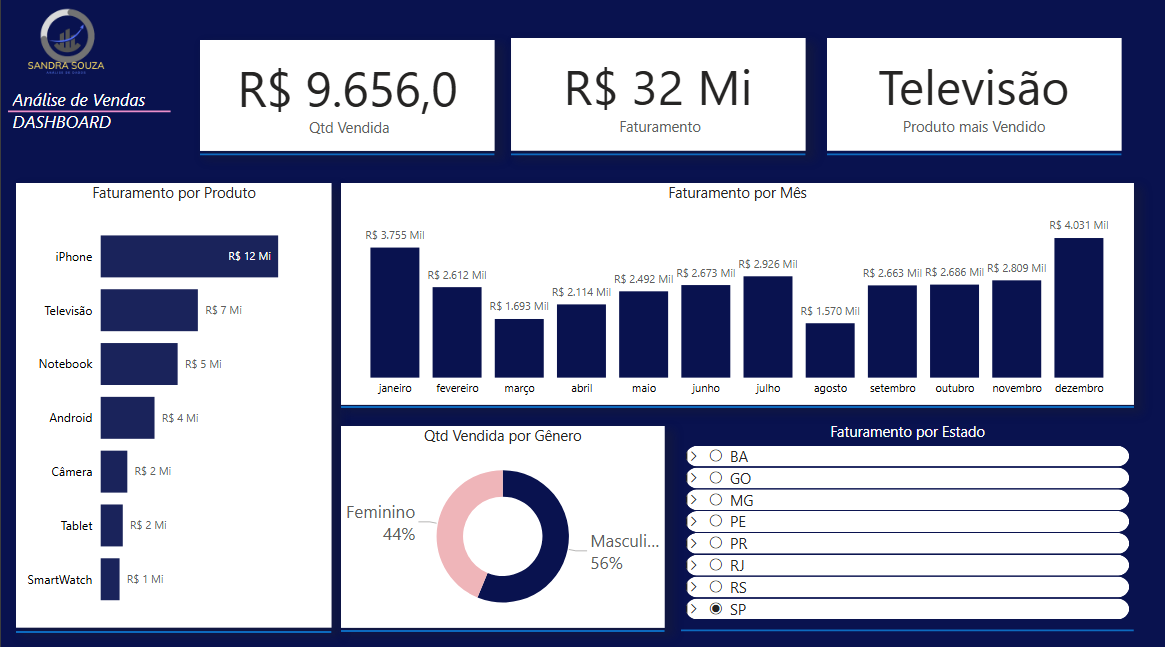 SANDRA SOUZA
ANÁLISE DE DADOS
Análise de Vendas
DASHBOARD
R$ 9.656,0
Qtd Vendida
R$ 32 Mi
Faturamento
Televisão
Produto mais Vendido
Faturamento por Produto
iPhone
R$ 12 Mi
Televisão
R$ 7 Mi
Notebook
R$ 5 Mi
Android
R$ 4 Mi
Câmera
R$ 2 Mi
Tablet
R$ 2 Mi
SmartWatch
R$ 1 Mi
Faturamento por Mês
R$ 3.755 Mil
R$ 2.612 Mil
R$ 1.693 Mil
R$ 2.114 Mil
R$ 2.492 Mil
R$ 2.673 Mil
R$ 2.926 Mil
R$ 1.570 Mil
R$ 2.663 Mil
R$ 2.686 Mil
R$ 2.809 Mil
R$ 4.031 Mil
janeiro
fevereiro
março
abril
maio
junho
julho
agosto
setembro
outubro
novembro
dezembro
Qtd Vendida por Gênero
Feminino
44%
Masculi...
56%
Faturamento por Estado
BA
GO
MG
PE
PR
RJ
RS
SP